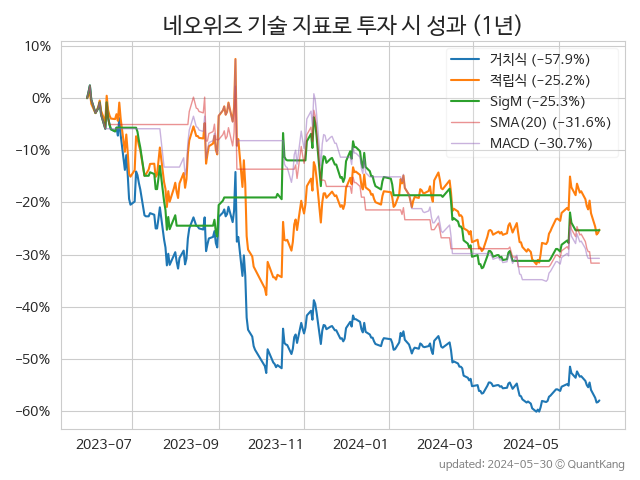 네오위즈 기술 지표로 투자 시 성과 (1년)
10%
0%
−10%
−20%
−30%
−40%
−50%
−60%
거치식 (−57.9%)
적립식 (−25.2%)
SigM (−25.3%)
SMA(20) (−31.6%)
MACD (−30.7%)
2023-07 2023-09 2023-11 2024-01 2024-03 2024-05
updated: 2024-05-30 © QuantKang